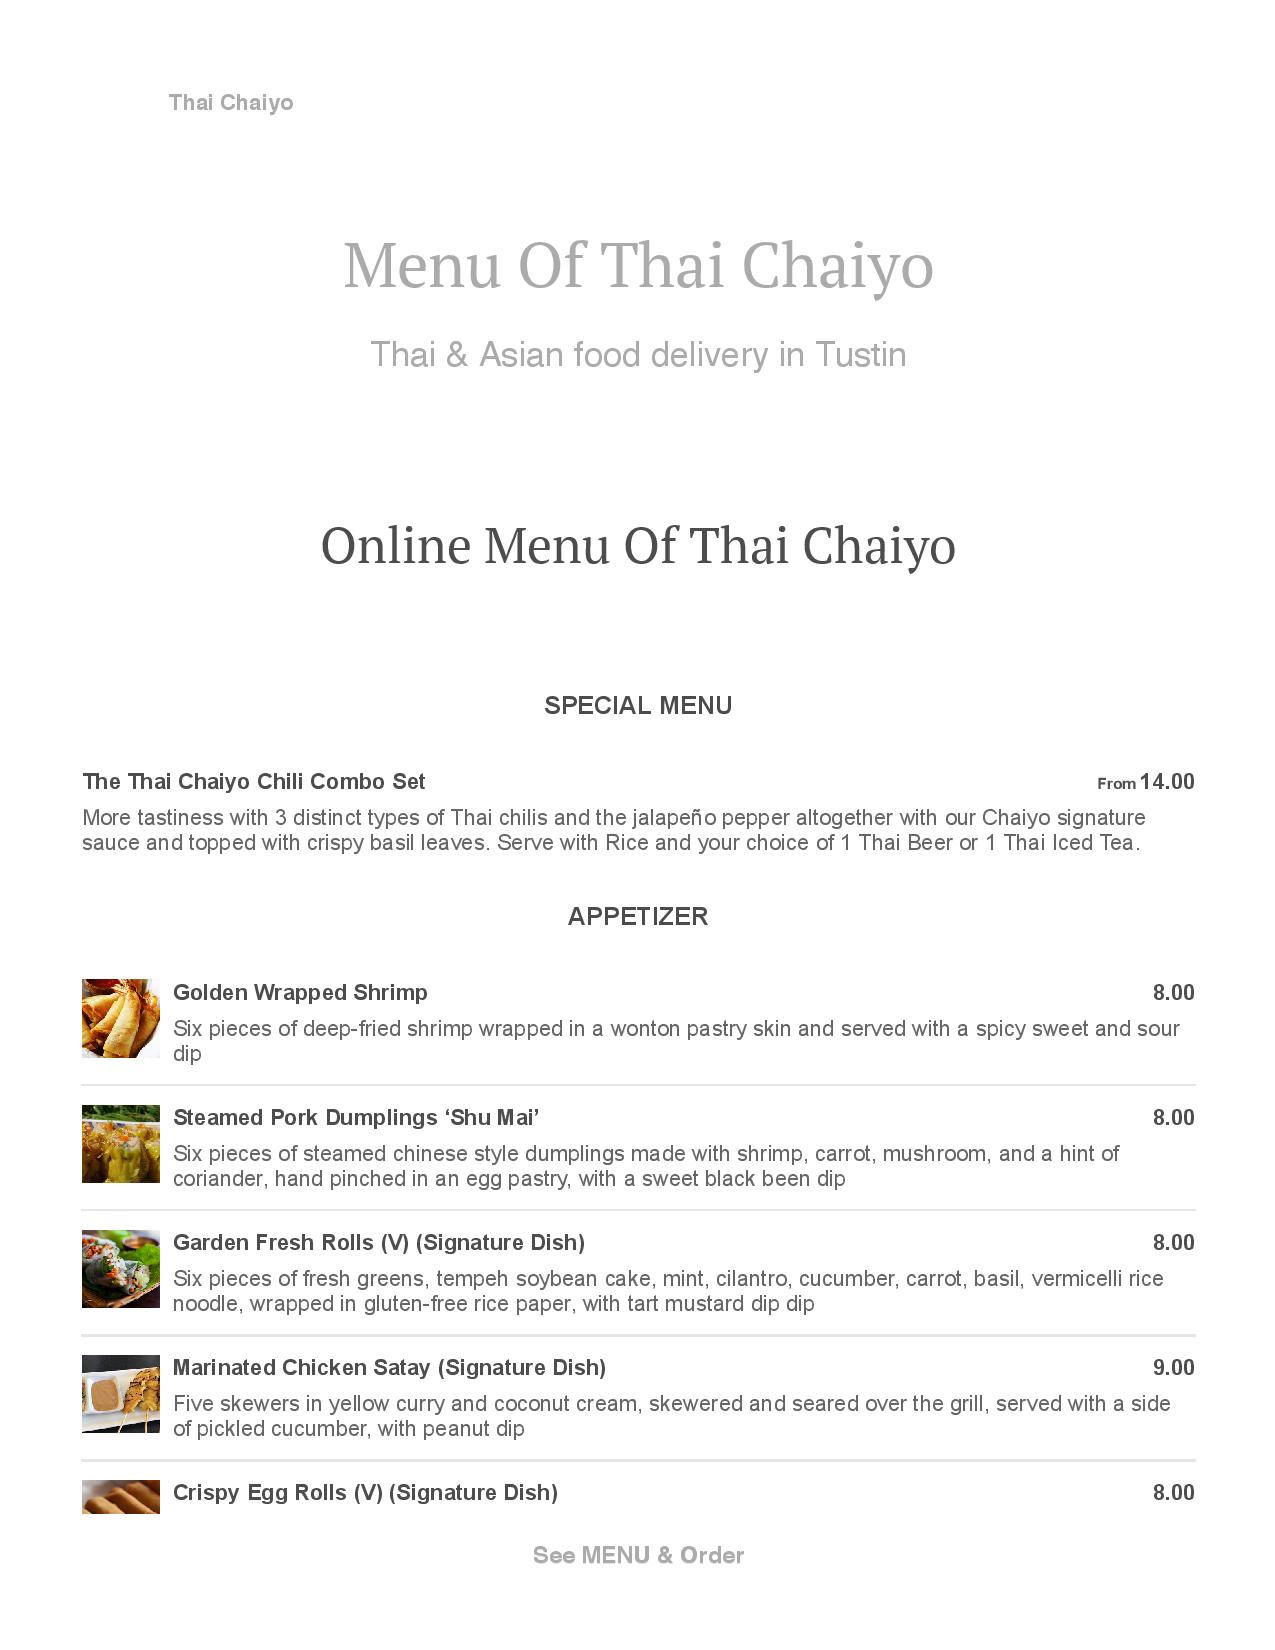 Thai Chaiyo
Menu Of Thai Chaiyo
Thai & Asian food delivery in Tustin
Online Menu Of Thai Chaiyo
SPECIAL MENU
The Thai Chaiyo Chili Combo Set From 14.00
More tastiness with 3 distinct types of Thai chilis and the jalapeño pepper altogether with our Chaiyo signature
sauce and topped with crispy basil leaves. Serve with Rice and your choice of 1 Thai Beer or 1 Thai Iced Tea.
APPETIZER
Golden Wrapped Shrimp 8.00
Six pieces of deep-fried shrimp wrapped in a wonton pastry skin and served with a spicy sweet and sour
dip
Steamed Pork Dumplings ‘Shu Mai’ 8.00
Six pieces of steamed chinese style dumplings made with shrimp, carrot, mushroom, and a hint of
coriander, hand pinched in an egg pastry, with a sweet black been dip
Garden Fresh Rolls (V) (Signature Dish) 8.00
Six pieces of fresh greens, tempeh soybean cake, mint, cilantro, cucumber, carrot, basil, vermicelli rice
noodle, wrapped in gluten-free rice paper, with tart mustard dip dip
Marinated Chicken Satay (Signature Dish) 9.00
Five skewers in yellow curry and coconut cream, skewered and seared over the grill, served with a side
of pickled cucumber, with peanut dip
Crispy Egg Rolls (V) (Signature Dish) 8.00
See MENU & Order